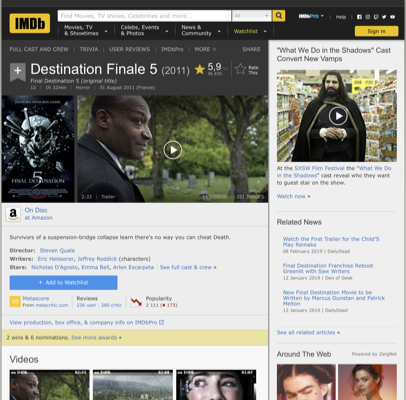 IMDb
Find Movies, TV shows, Celebrities and more...
All
IMDbPro
Help
Movies, TV
& Showtimes
Celebs, Events
& Photos
News &
Community
Watchlist
Sign in
FULL CAST AND CREW | TRIVIA | USER REVIEWS | IMDbPro | MORE
SHARE
Destination Finale 5 (2011)
5,9
Rate
This
Destination Final 5 (original title)
12 | 1h 32min | Horror | 31 August 2011 (France)
2:35 | Trailer
VIDEOS
251 IMAGES
On Disc
at Amazon
Survivors of a suspension-bridge collapse learn there's no way you can cheat Death.
Director: Steven Quale
Writers: Eric Heisserer, Jeffrey Reddick (characters)
Stars: Nicholas D'Agosto, Emma Bell, Arlen Escarpeta | See full cast & crew »
+ Add to Watchlist
Metascore
From metacritic.com
Reviews
236 user | 280 critic
Popularity
2 111 (173)
View production, box office, & company info on IMDbPro
2 wins & 6 nominations. See more awards »
Videos
"What We Do in the Shadows" Cast
Convert New Vamps
At the SXSW Film Festival the "What We
Do in the Shadows" cast reveal who they
want to guest star on the show.
Watch now »
Related News
Watch the First Trailer for the Child'S
Play Remake
08 February 2019 | DailyDead
Final Destination Franchise Reboot
Greenlit with Saw Writers
12 January 2019 | Den of Geek
New Final Destination Movie to be
Written by Marcus Dunstan and Patrick
Melton
12 January 2019 | DailyDead
See all related articles »
Around The Web
Powered by ZergNet